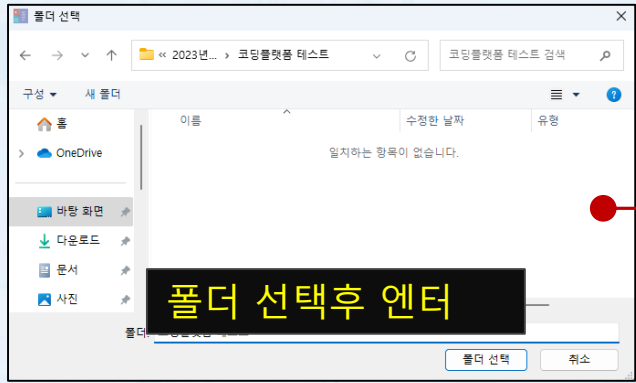 폴더 선택
×
« 2023년... › 코딩플랫폼 테스트
코딩플랫폼 테스트 검색
구성 새 폴더
이름 수정한 날짜 유형
홈
일치하는 항목이 없습니다.
OneDrive
바탕 화면
다운로드
문서
사진
폴더 선택후 엔터
폴더:
폴더 선택 취소